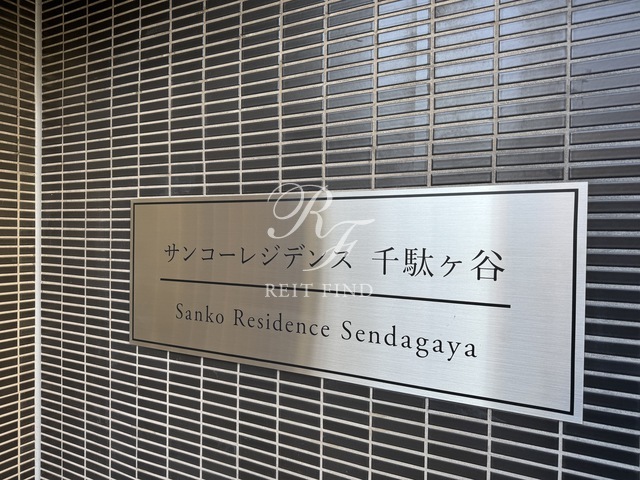 RF
サンコーレジデンス 千駄ヶ谷
REIT FIND
Sanko Residence Sendagaya